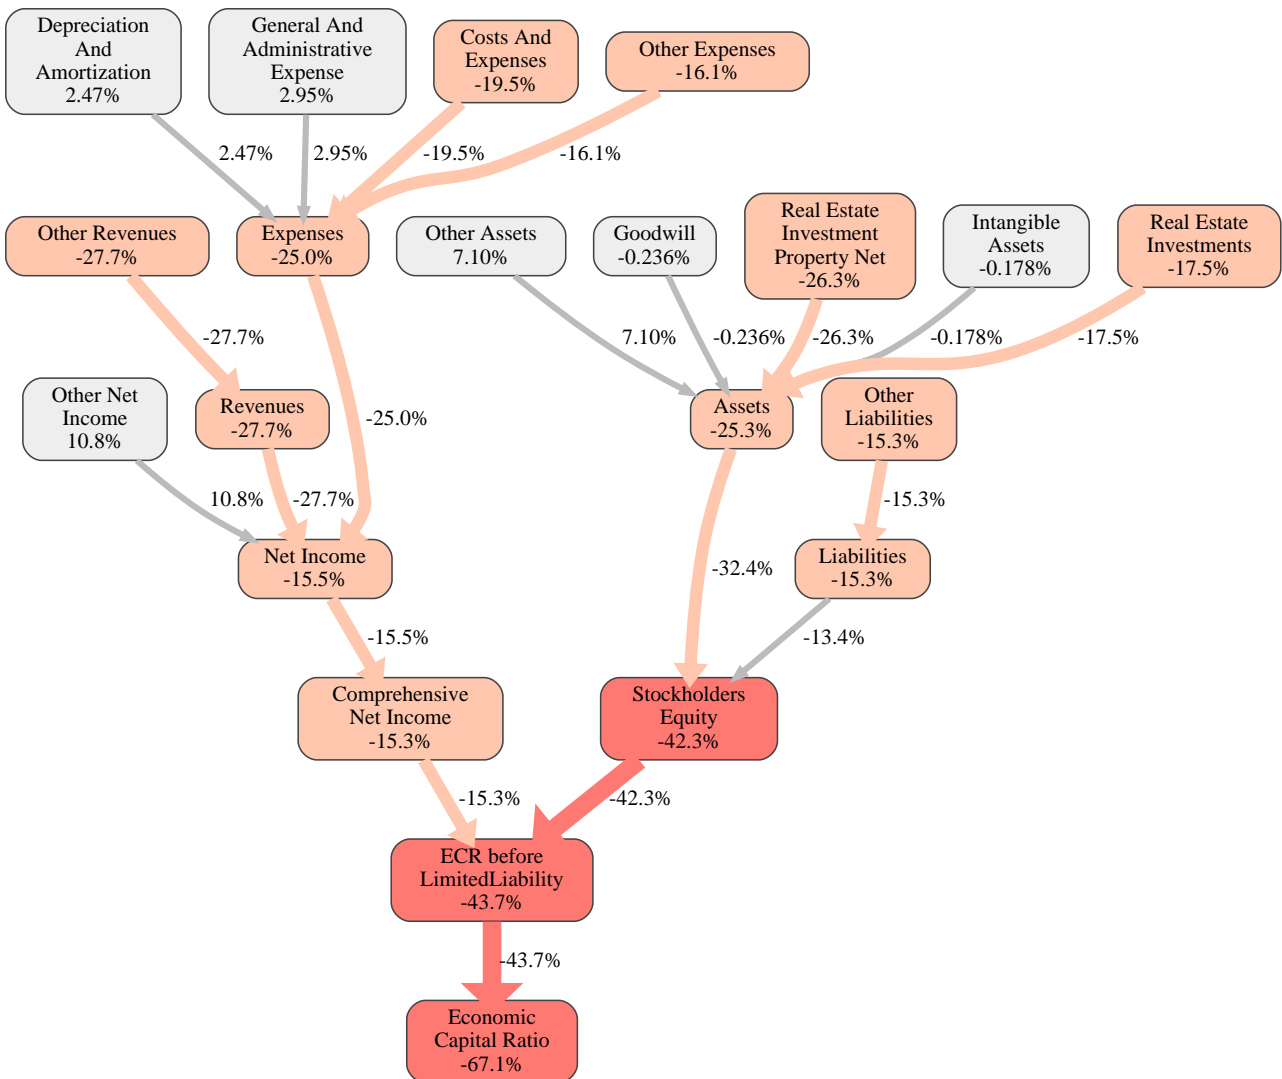 Depreciation
And
Amortization
2.47%
General And
Administrative
Expense
2.95%
Costs And
Expenses
-19.5%
Other Expenses
-16.1%
2.47%
2.95%
-19.5%
-16.1%
Other Revenues
-27.7%
Expenses
-25.0%
Other Assets
7.10%
Goodwill
-0.236%
Real Estate
Investment
Property Net
-26.3%
Intangible
Assets
-0.178%
Real Estate
Investments
-17.5%
-27.7%
7.10%
-0.236%
-26.3%
-0.178%
-17.5%
Other Net
Income
10.8%
Revenues
-27.7%
-25.0%
Assets
-25.3%
Other
Liabilities
-15.3%
10.8%
-27.7%
-15.3%
Net Income
-15.5%
-32.4%
Liabilities
-15.3%
-15.5%
-13.4%
Comprehensive
Net Income
-15.3%
Stockholders
Equity
-42.3%
-15.3%
-42.3%
ECR before
LimitedLiability
-43.7%
-43.7%
Economic
Capital Ratio
-67.1%